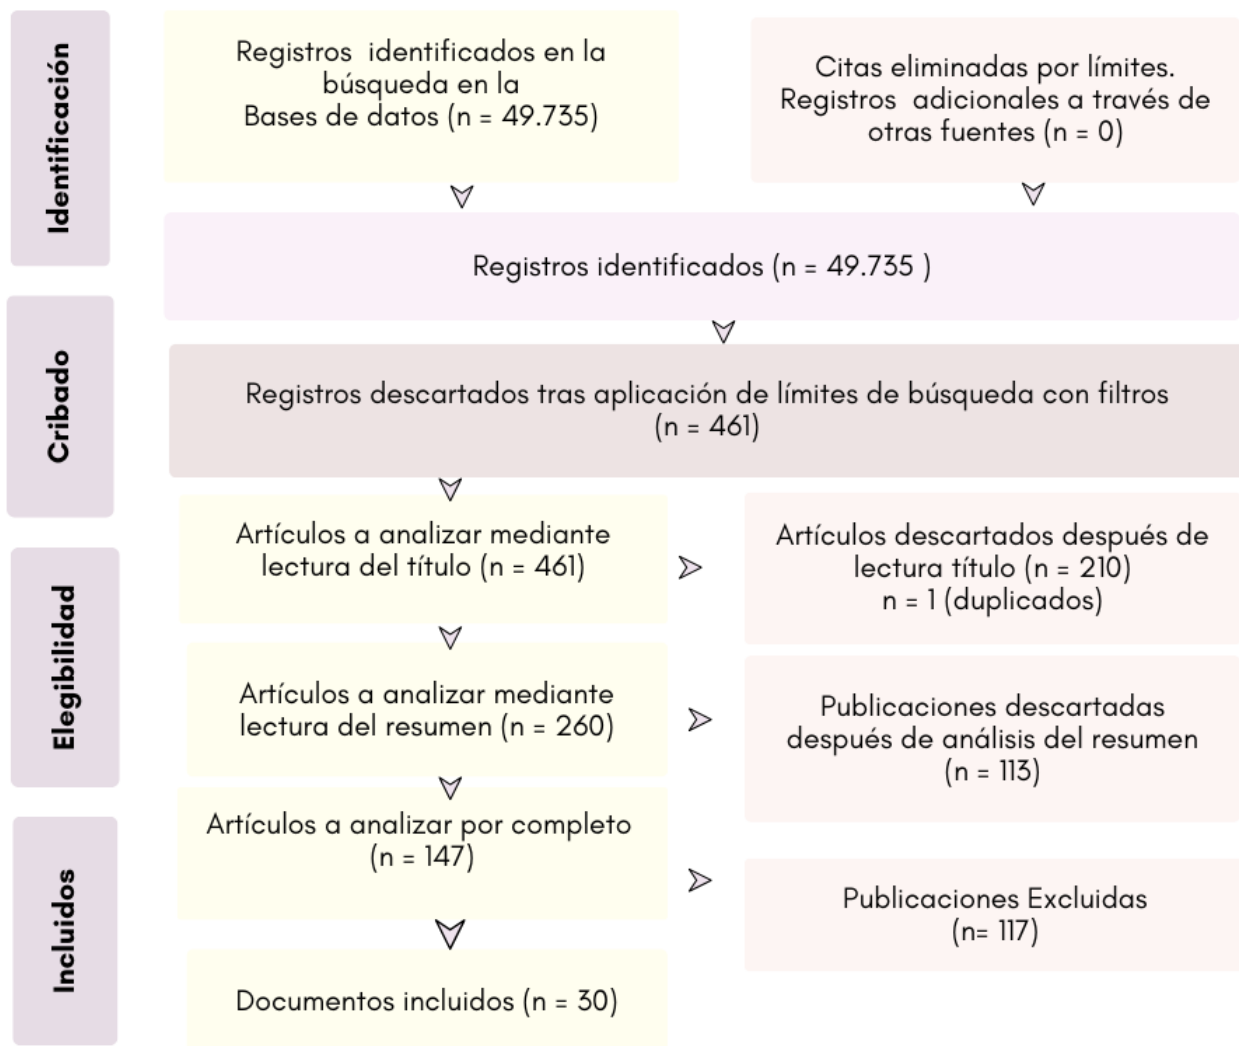 Identificación
Registros identificados en la
búsqueda en la
Bases de datos (n = 49.735)
Citas eliminadas por límites.
Registros adicionales a través de
otras fuentes (n = 0)
Registros identificados (n = 49.735 )
Cribado
Registros descartados tras aplicación de límites de búsqueda con filtros
(n = 461)
Elegibilidad
Artículos a analizar mediante
lectura del título (n = 461)
Artículos descartados después de
lectura título (n = 210)
n = 1 (duplicados)
Artículos a analizar mediante
lectura del resumen (n = 260)
Publicaciones descartadas
después de análisis del resumen
(n = 113)
Incluidos
Artículos a analizar por completo
(n = 147)
Publicaciones Excluidas
(n= 117)
Documentos incluidos (n = 30)